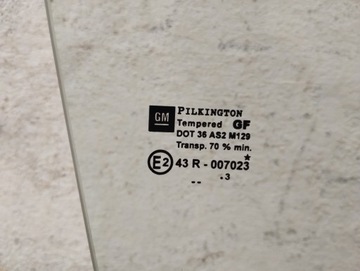 GM PILKINGTON
Tempered GF
DOT 36 AS2 M129
Transp. 70 % min.
E2 43 R - 007023 *
-- .3